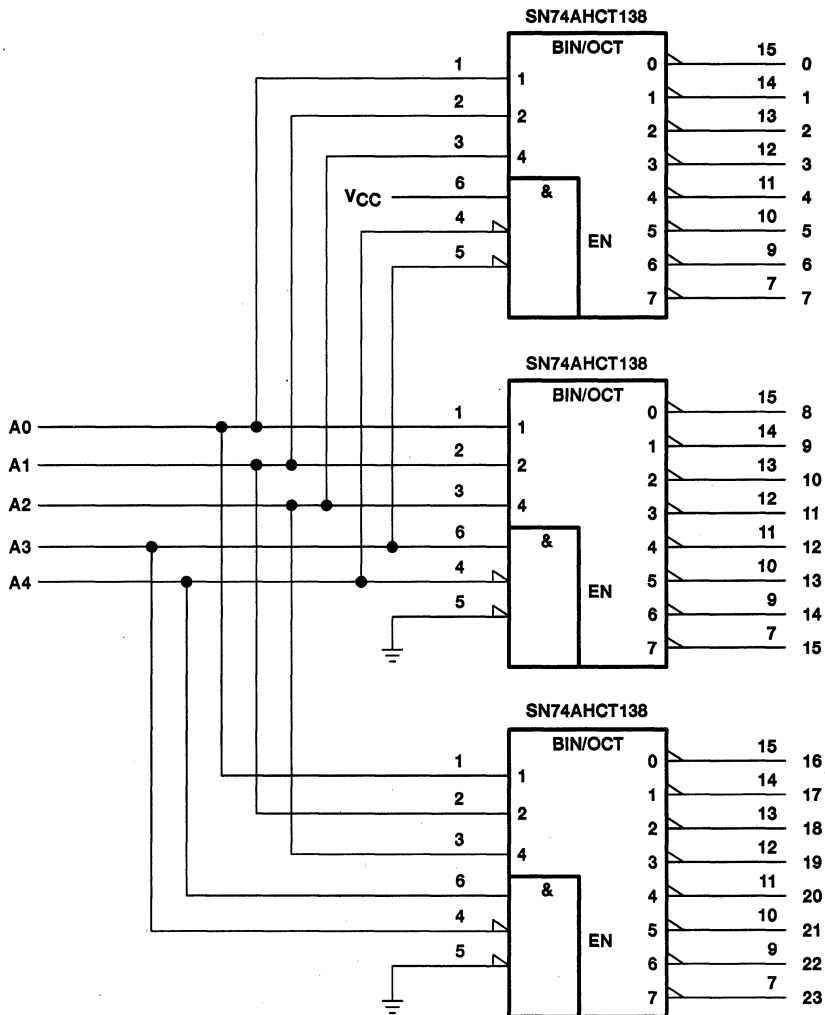 SN74AHCT138
BIN/OCT
1 1
2 2
3 4
VCC 6 &
4
5
EN
0 15 0
1 14 1
2 13 2
3 12 3
4 11 4
5 10 5
6 9 6
7 7 7
SN74AHCT138
BIN/OCT
A0 1 1
A1 2 2
A2 3 4
A3 6 &
A4 4
5
EN
0 15 8
1 14 9
2 13 10
3 12 11
4 11 12
5 10 13
6 9 14
7 7 15
SN74AHCT138
BIN/OCT
1 1
2 2
3 4
6 &
4
5
EN
0 15 16
1 14 17
2 13 18
3 12 19
4 11 20
5 10 21
6 9 22
7 7 23